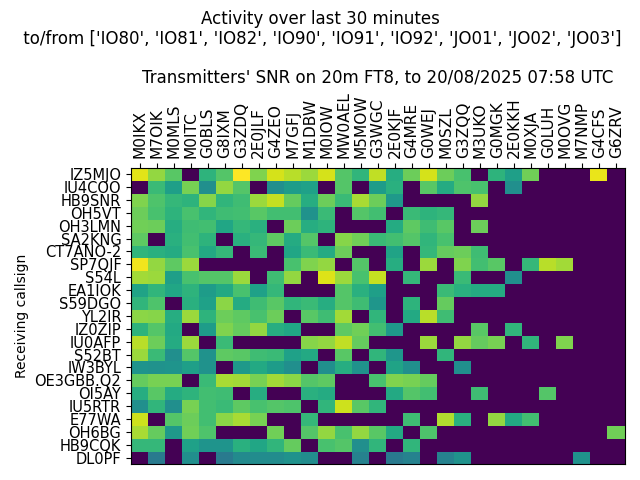 Activity over last 30 minutes
to/from ['IO80', 'IO81', 'IO82', 'IO90', 'IO91', 'IO92', 'JO01', 'JO02', 'JO03']
Transmitters' SNR on 20m FT8, to 20/08/2025 07:58 UTC
M0IKX
M7OIK
M0MLS
M0ITC
G0BLS
G8IXM
G3ZDQ
2E0JLF
G4ZEO
M7GFJ
M1DBW
M0IOW
MW0AEL
M5MOW
G3WGC
2E0KJF
G4MRE
G0WEJ
M0SZL
G3ZQQ
M3UKO
G0MGK
2E0KKH
M0XJA
G0LUH
M0OVG
M7NMP
G4CFS
G6ZRV
Receiving callsign
IZ5MJO
IU4COO
HB9SNR
OH5VT
OH3LMN
SA2KNG
CT7ANO-2
SP7QJF
S54L
EA1IOK
S59DGO
YL2IR
IZ0ZIP
IU0AFP
S52BT
IW3BYL
OE3GBB.Q2
OI5AY
IU5RTR
E77WA
OH6BG
HB9CQK
DL0PF